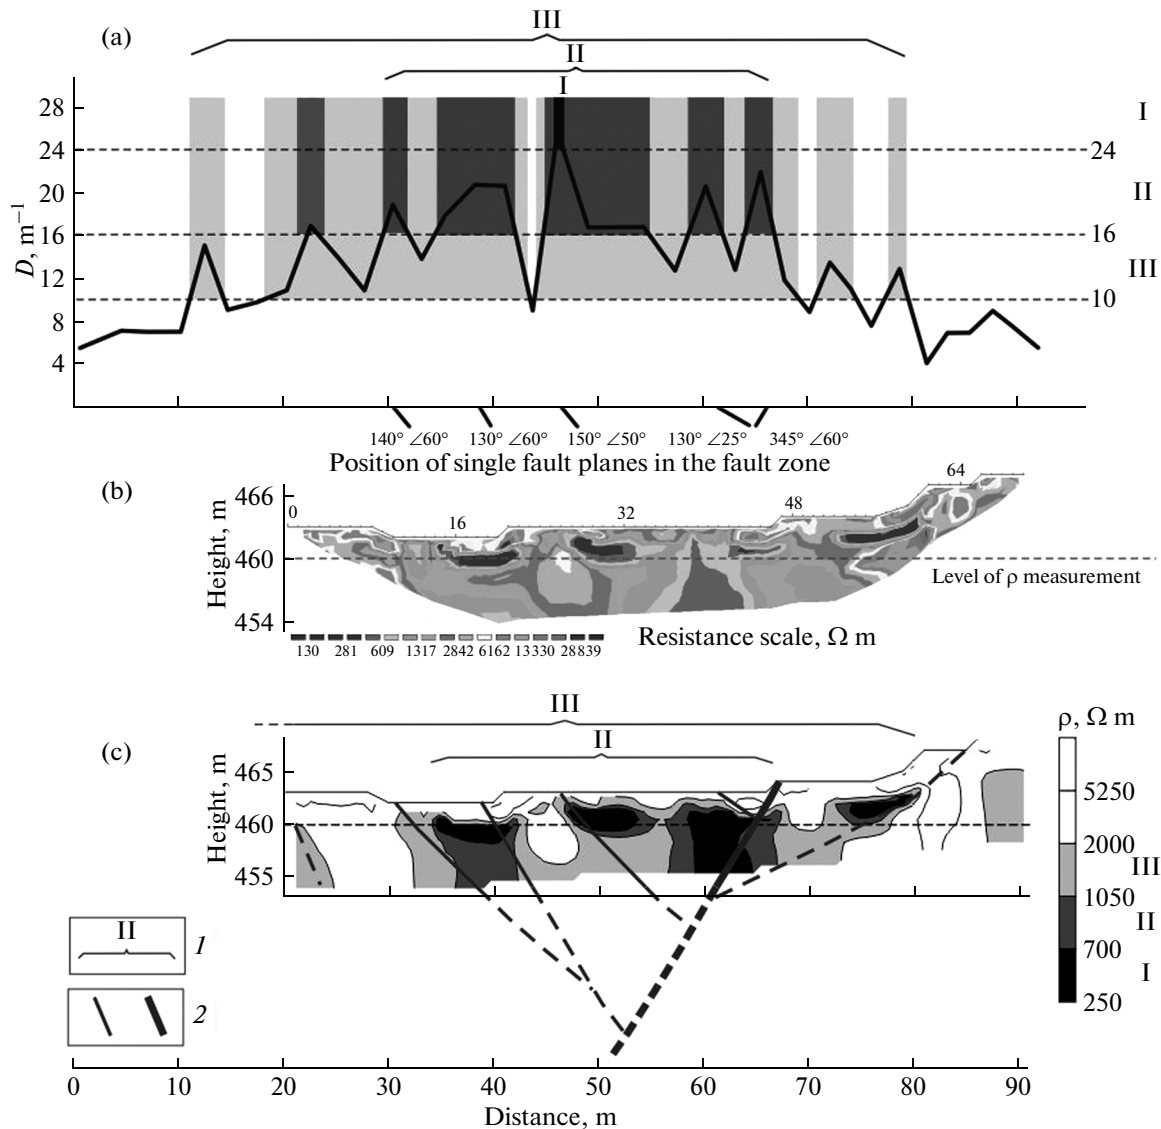 (a)
III
II
I
28
24
20
16
12
8
4
D, m⁻¹
I
24
II
16
III
10
140° ∠60° 130° ∠60° 150° ∠50° 130° ∠25° 345° ∠60°
Position of single fault planes in the fault zone
(b)
466
460
454
Height, m
0 16 32 48 64
Level of ρ measurement
130 281 609 1317 2842 6162 13330 28839
Resistance scale, Ω m
(c)
III
II
465
460
455
Height, m
ρ, Ω m
5250
2000
III
1050
II
700
I
250
II 1
2
0 10 20 30 40 50 60 70 80 90
Distance, m